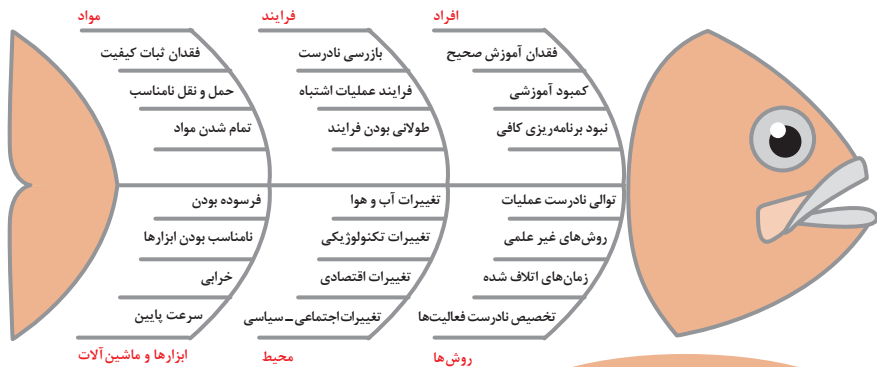 افراد
فقدان آموزش صحیح
کمبود آموزشی
نبود برنامه‌ریزی کافی
فرایند
بازرسی نادرست
فرایند عملیات اشتباه
طولانی بودن فرایند
مواد
فقدان ثبات کیفیت
حمل و نقل نامناسب
تمام شدن مواد
توالی نادرست عملیات
روش‌های غیر علمی
زمان‌های اتلاف شده
تخصیص نادرست فعالیت‌ها
روش‌ها
تغییرات آب و هوا
تغییرات تکنولوژیکی
تغییرات اقتصادی
تغییرات اجتماعی ـ سیاسی
محیط
فرسوده بودن
نامناسب بودن ابزارها
خرابی
سرعت پایین
ابزارها و ماشین آلات